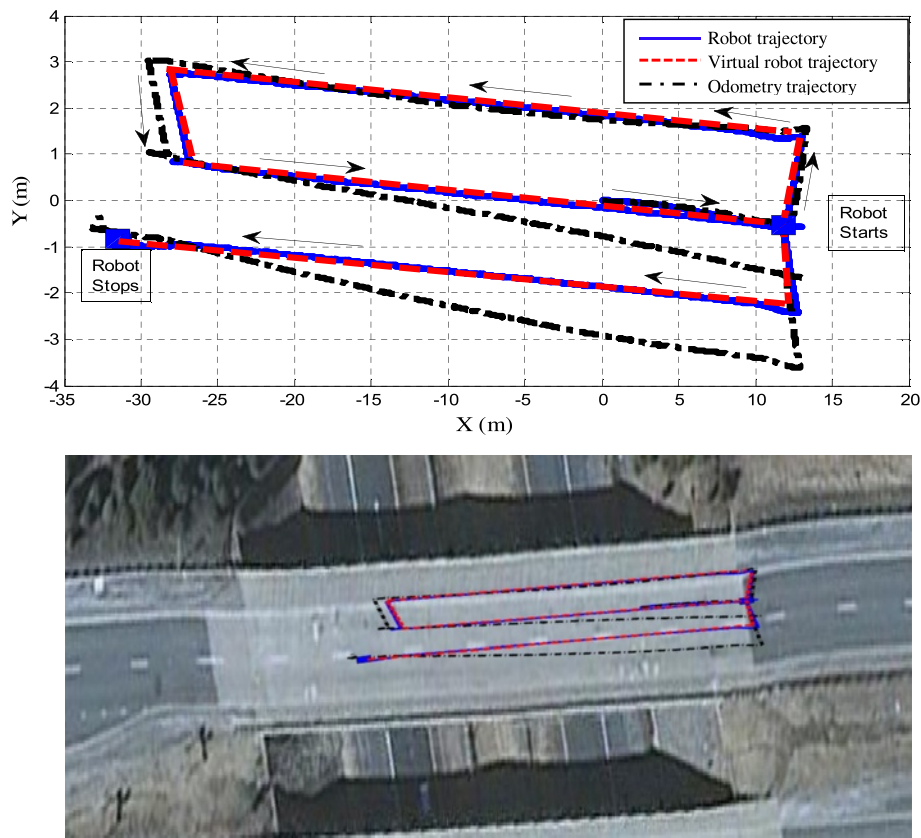 4
3
2
1
0
-1
-2
-3
-4
Y (m)
Robot trajectory
Virtual robot trajectory
Odometry trajectory
Robot
Starts
Robot
Stops
-35 -30 -25 -20 -15 -10 -5 0 5 10 15 20
X (m)